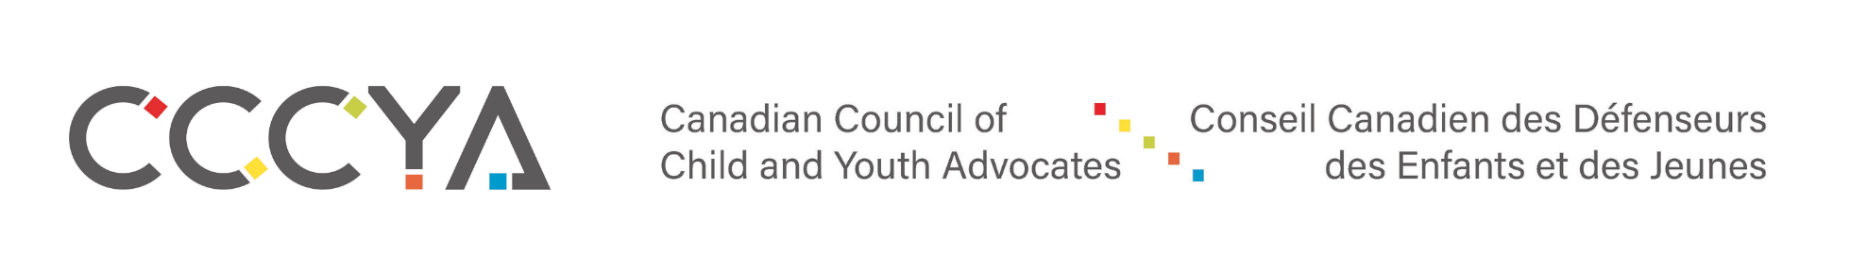 CCCYA
Canadian Council of
Child and Youth Advocates
Conseil Canadien des Défenseurs
des Enfants et des Jeunes